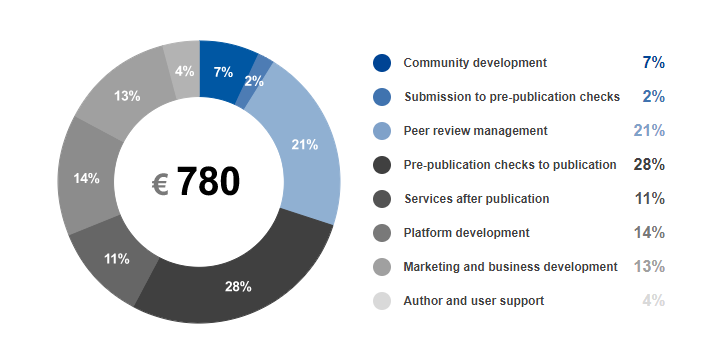 7%
2%
21%
28%
11%
14%
13%
4%
€ 780
Community development 7%
Submission to pre-publication checks 2%
Peer review management 21%
Pre-publication checks to publication 28%
Services after publication 11%
Platform development 14%
Marketing and business development 13%
Author and user support 4%